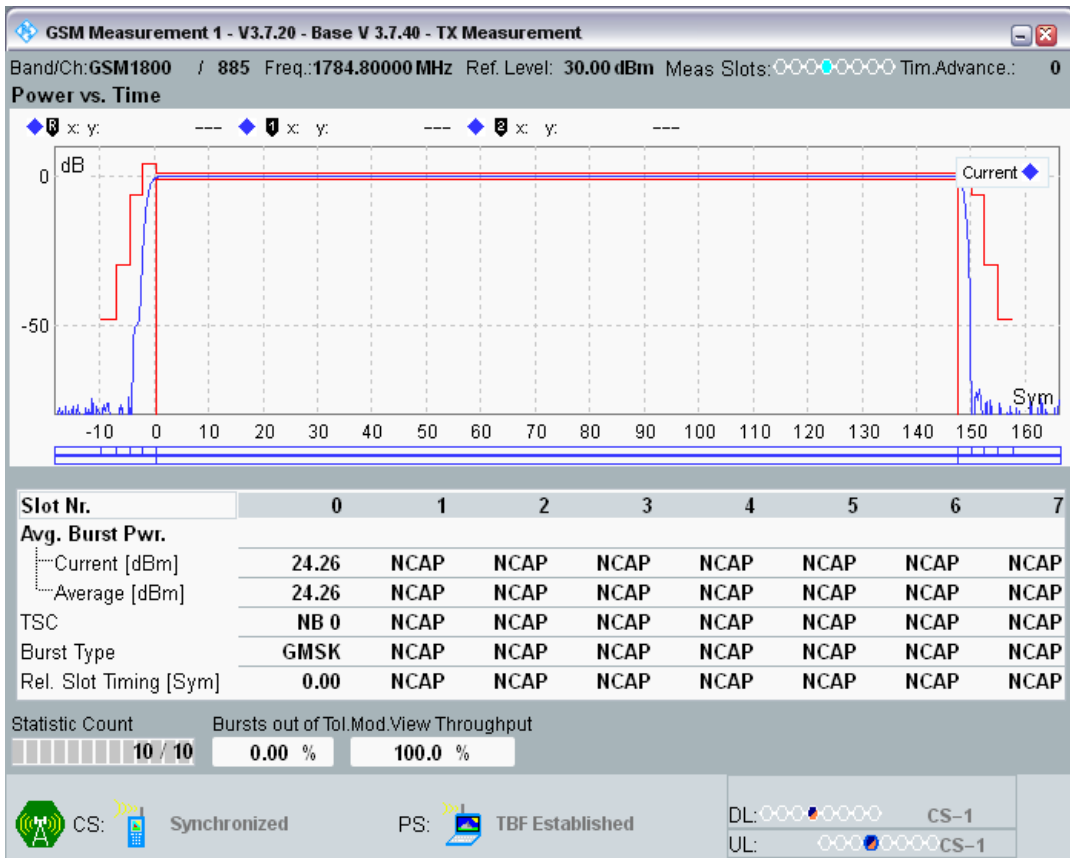 GSM Measurement 1 - V3.7.20 - Base V 3.7.40 - TX Measurement
Band/Ch:GSM1800 / 885 Freq.:1784.80000 MHz Ref. Level: 30.00 dBm Meas Slots: Tim.Advance.: 0
Power vs. Time
R x: y: --- 1 x: y: --- 2 x: y: ---
dB
Current
0
-50
Sym
-10 0 10 20 30 40 50 60 70 80 90 100 110 120 130 140 150 160
Slot Nr. 0 1 2 3 4 5 6 7
Avg. Burst Pwr.
Current [dBm] 24.26 NCAP NCAP NCAP NCAP NCAP NCAP NCAP
Average [dBm] 24.26 NCAP NCAP NCAP NCAP NCAP NCAP NCAP
TSC NB 0 NCAP NCAP NCAP NCAP NCAP NCAP NCAP
Burst Type GMSK NCAP NCAP NCAP NCAP NCAP NCAP NCAP
Rel. Slot Timing [Sym] 0.00 NCAP NCAP NCAP NCAP NCAP NCAP NCAP
Statistic Count Bursts out of Tol.Mod.View Throughput
10 / 10 0.00 % 100.0 %
CS: Synchronized PS: TBF Established
DL: CS-1
UL: CS-1